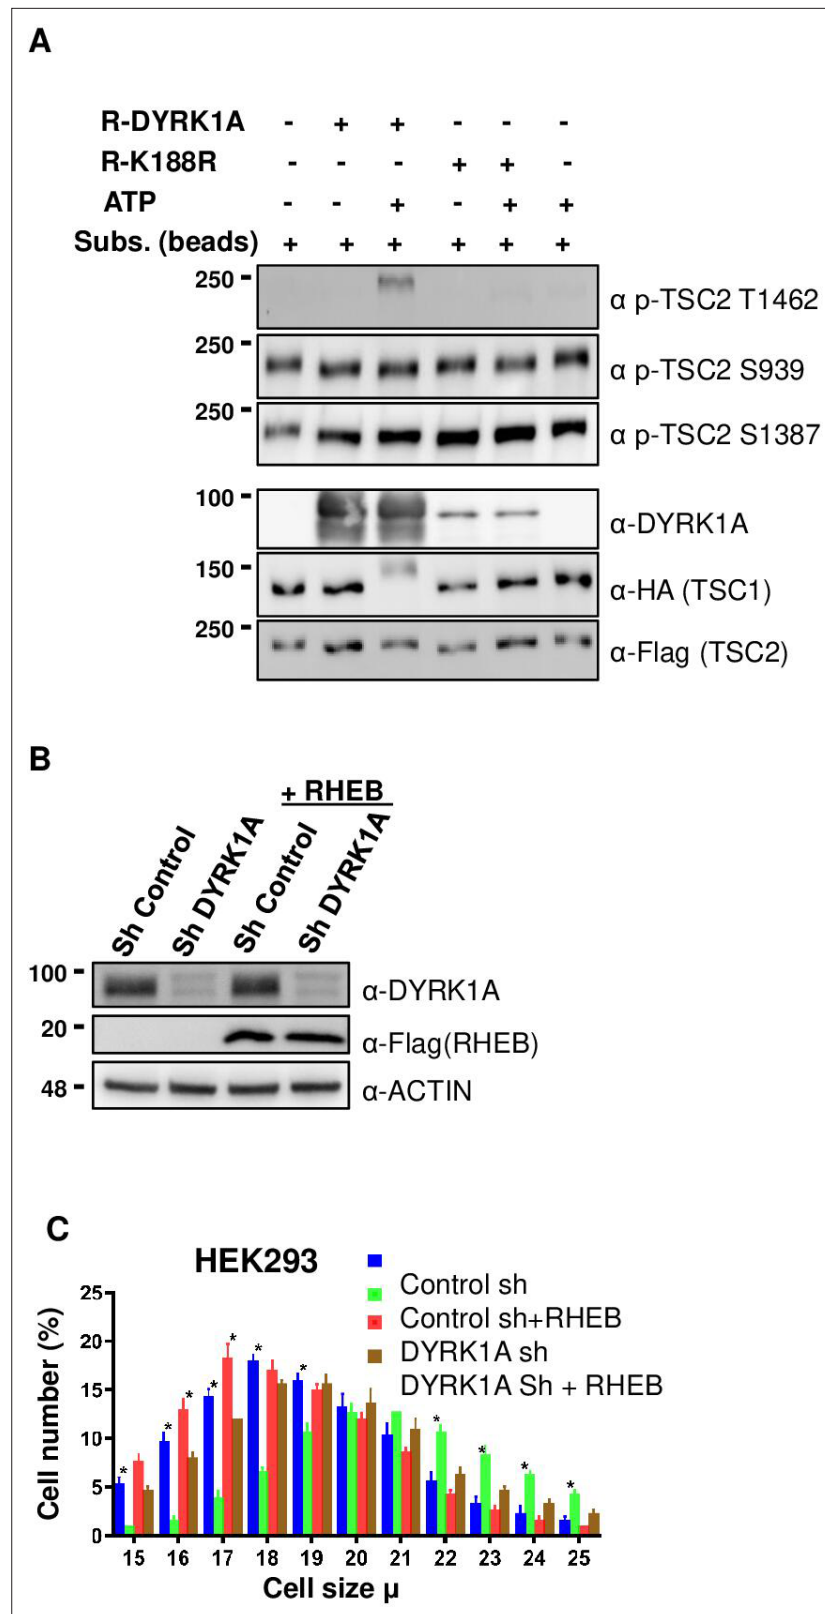 A
R-DYRK1A - + + - - -
R-K188R - - - + + -
ATP - - + - + +
Subs. (beads) + + + + + +
250 α p-TSC2 T1462
250 α p-TSC2 S939
250 α p-TSC2 S1387
100 α-DYRK1A
150 α-HA (TSC1)
250 α-Flag (TSC2)
B
+ RHEB
Sh Control Sh DYRK1A Sh Control Sh DYRK1A
100 α-DYRK1A
20 α-Flag(RHEB)
48 α-ACTIN
C
HEK293
Control sh
Control sh+RHEB
DYRK1A sh
DYRK1A Sh + RHEB
Cell number (%)
25
20
15
10
5
0
* * * * * * * * * *
15 16 17 18 19 20 21 22 23 24 25
Cell size µ